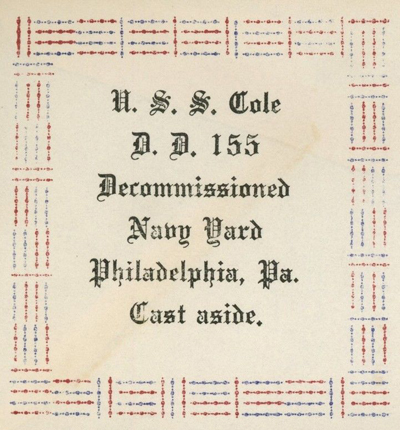 U. S. S. Cole
D. D. 155
Decommissioned
Navy Yard
Philadelphia, Pa.
Cast aside.